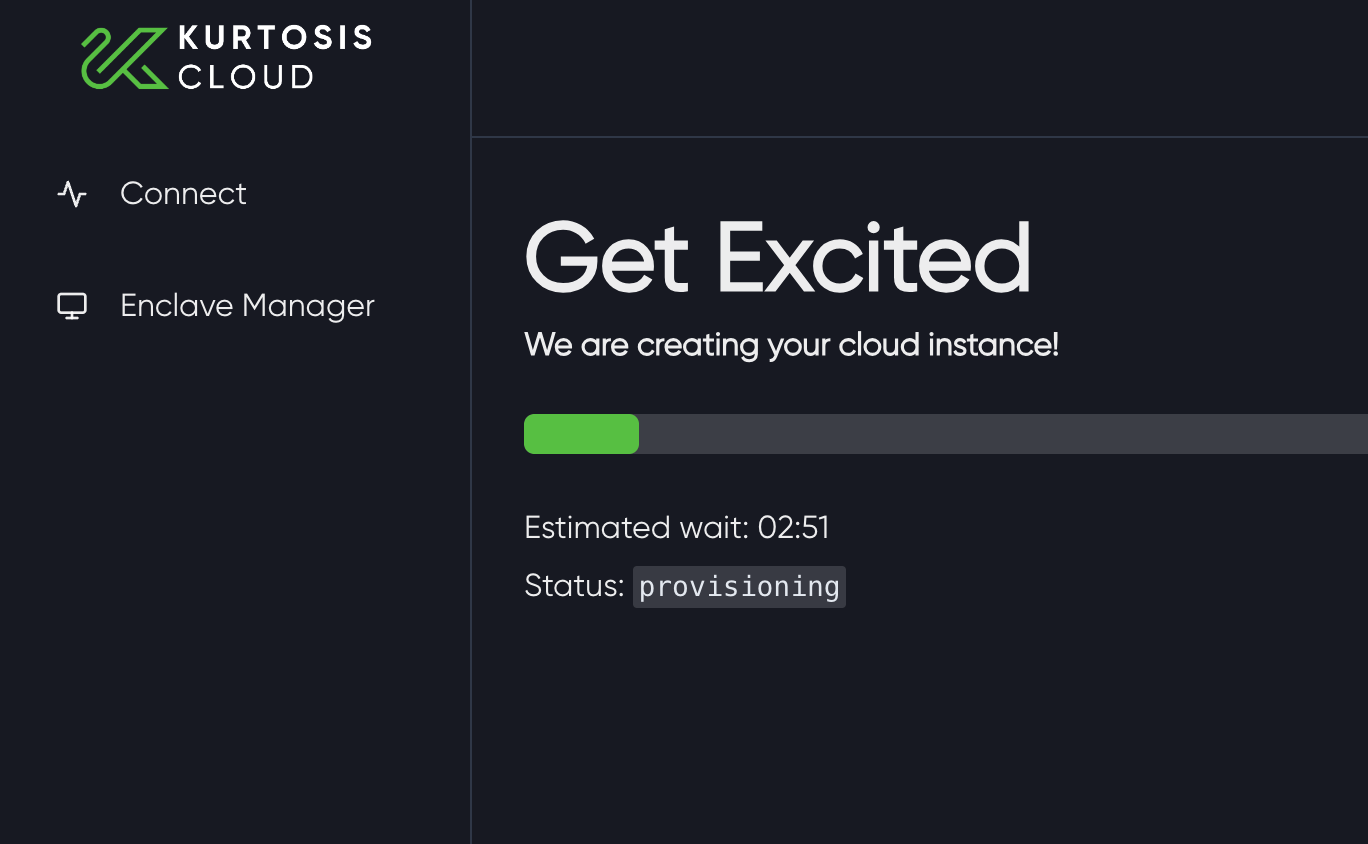 KURTOSIS
CLOUD
Connect
Enclave Manager
Get Excited
We are creating your cloud instance!
Estimated wait: 02:51
Status: provisioning